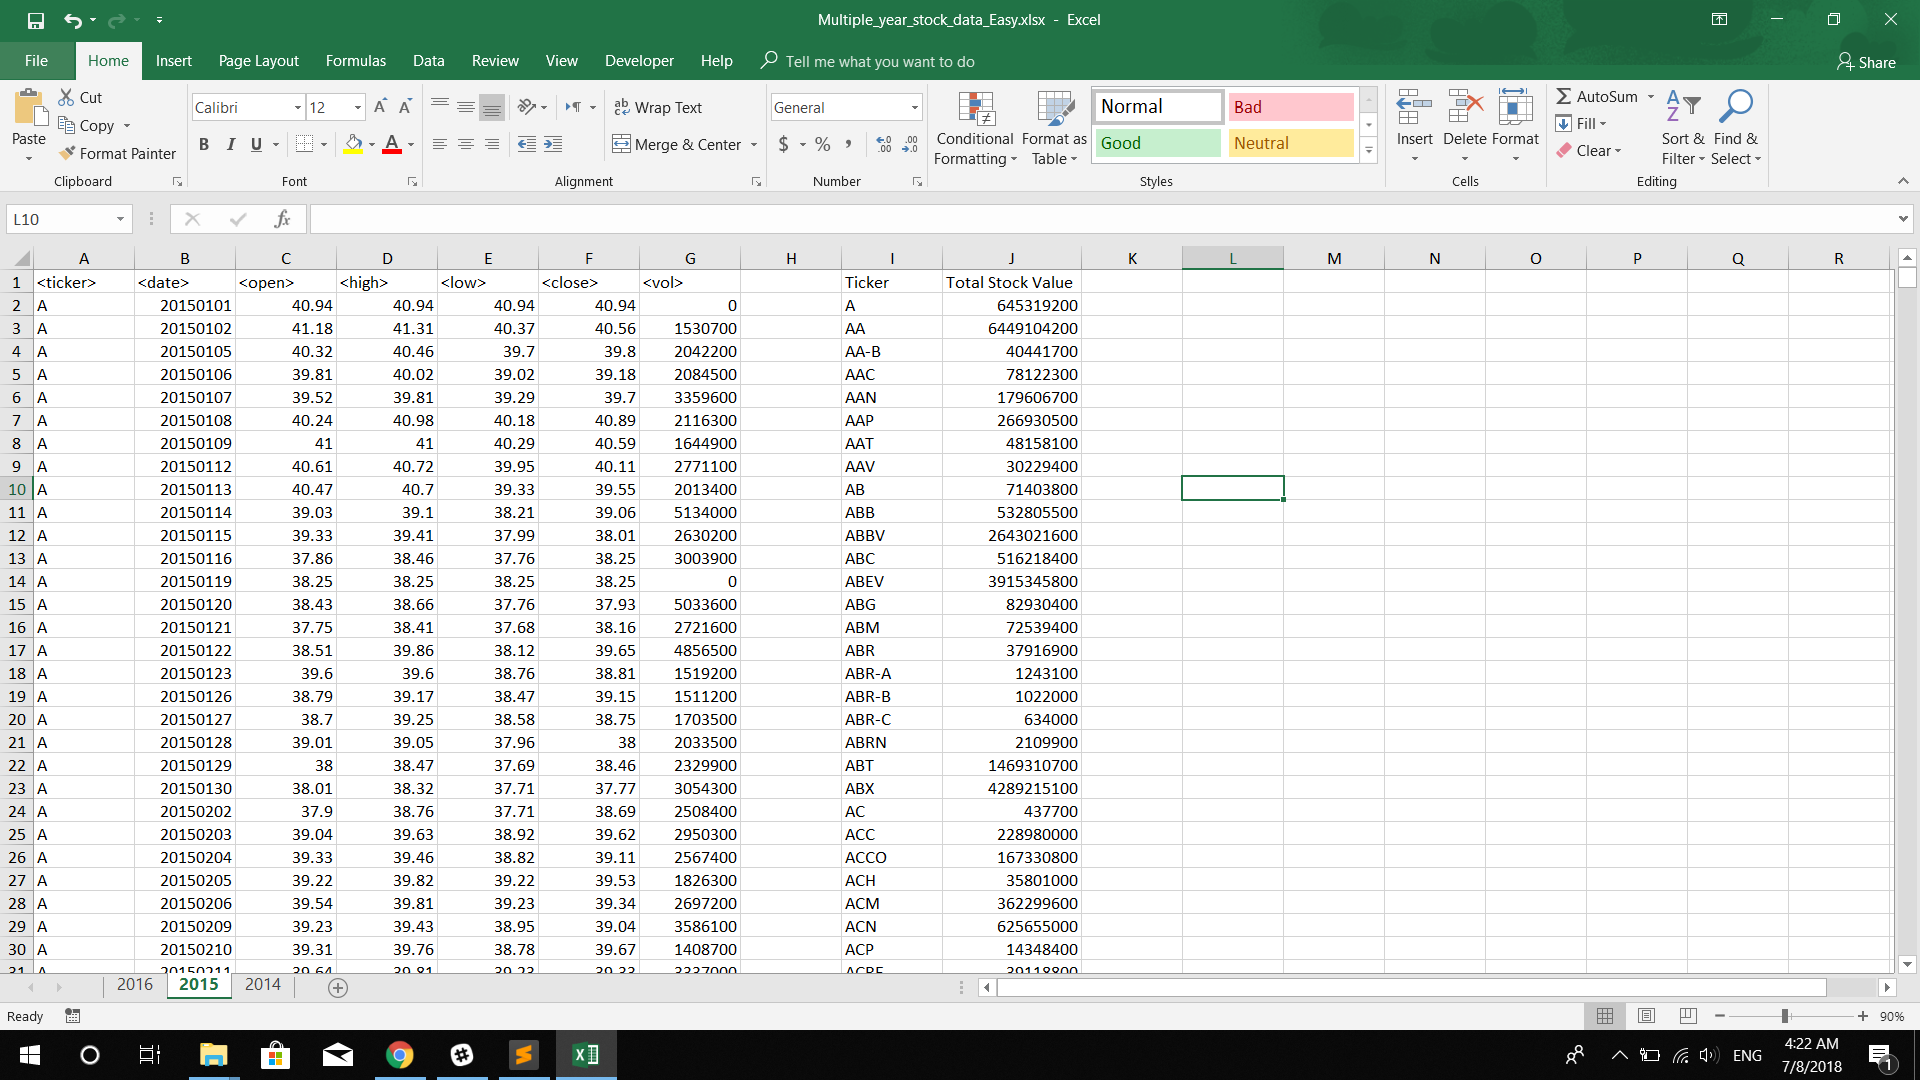 Multiple_year_stock_data_Easy.xlsx - Excel
File Home Insert Page Layout Formulas Data Review View Developer Help Tell me what you want to do Share
Paste Cut Copy Format Painter Clipboard
Calibri 12 B I U A Font
Wrap Text Merge & Center Alignment
General $ % Number
Conditional Formatting Format as Table Normal Bad Good Neutral Styles
Insert Delete Format Cells
AutoSum Fill Clear Sort & Filter Find & Select Editing
L10 fx
A B C D E F G H I J K L M N O P Q R
1 <ticker> <date> <open> <high> <low> <close> <vol> Ticker Total Stock Value
2 A 20150101 40.94 40.94 40.94 40.94 0 A 645319200
3 A 20150102 41.18 41.31 40.37 40.56 1530700 AA 6449104200
4 A 20150105 40.32 40.46 39.7 39.8 2042200 AA-B 40441700
5 A 20150106 39.81 40.02 39.02 39.18 2084500 AAC 78122300
6 A 20150107 39.52 39.81 39.29 39.7 3359600 AAN 179606700
7 A 20150108 40.24 40.98 40.18 40.89 2116300 AAP 266930500
8 A 20150109 41 41 40.29 40.59 1644900 AAT 48158100
9 A 20150112 40.61 40.72 39.95 40.11 2771100 AAV 30229400
10 A 20150113 40.47 40.7 39.33 39.55 2013400 AB 71403800
11 A 20150114 39.03 39.1 38.21 39.06 5134000 ABB 532805500
12 A 20150115 39.33 39.41 37.99 38.01 2630200 ABBV 2643021600
13 A 20150116 37.86 38.46 37.76 38.25 3003900 ABC 516218400
14 A 20150119 38.25 38.25 38.25 38.25 0 ABEV 3915345800
15 A 20150120 38.43 38.66 37.76 37.93 5033600 ABG 82930400
16 A 20150121 37.75 38.41 37.68 38.16 2721600 ABM 72539400
17 A 20150122 38.51 39.86 38.12 39.65 4856500 ABR 37916900
18 A 20150123 39.6 39.6 38.76 38.81 1519200 ABR-A 1243100
19 A 20150126 38.79 39.17 38.47 39.15 1511200 ABR-B 1022000
20 A 20150127 38.7 39.25 38.58 38.75 1703500 ABR-C 634000
21 A 20150128 39.01 39.05 37.96 38 2033500 ABRN 2109900
22 A 20150129 38 38.47 37.69 38.46 2329900 ABT 1469310700
23 A 20150130 38.01 38.32 37.71 37.77 3054300 ABX 4289215100
24 A 20150202 37.9 38.76 37.71 38.69 2508400 AC 437700
25 A 20150203 39.04 39.63 38.92 39.62 2950300 ACC 228980000
26 A 20150204 39.33 39.46 38.82 39.11 2567400 ACCO 167330800
27 A 20150205 39.22 39.82 39.22 39.53 1826300 ACH 35801000
28 A 20150206 39.54 39.81 39.23 39.34 2697200 ACM 362299600
29 A 20150209 39.23 39.43 38.95 39.04 3586100 ACN 625655000
30 A 20150210 39.31 39.76 38.78 39.67 1408700 ACP 14348400
31 A 20150211 39.64 39.81
2016 2015 2014
Ready 90%
ENG 4:22 AM
7/8/2018 1